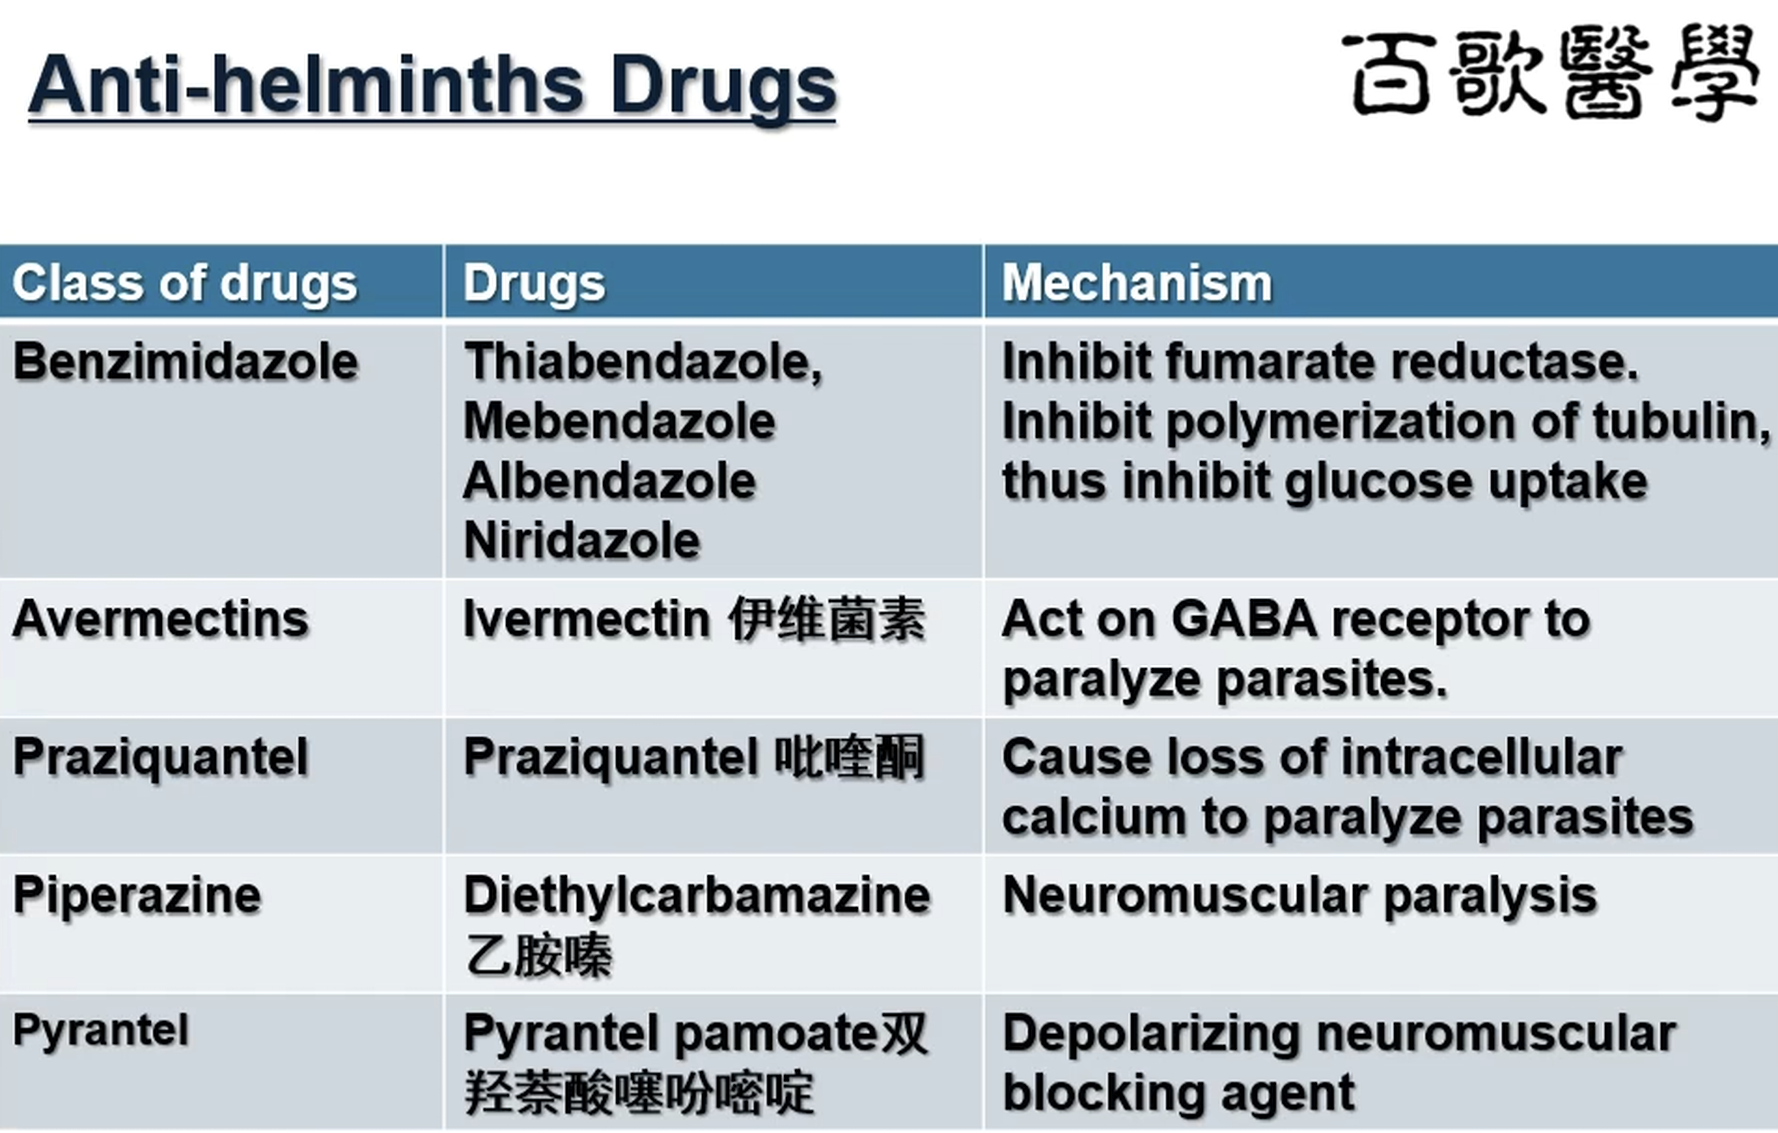 Anti-helminths Drugs
百歌醫學
Class of drugs
Drugs
Mechanism
Benzimidazole
Thiabendazole,
Mebendazole
Albendazole
Niridazole
Inhibit fumarate reductase.
Inhibit polymerization of tubulin,
thus inhibit glucose uptake
Avermectins
Ivermectin 伊维菌素
Act on GABA receptor to
paralyze parasites.
Praziquantel
Praziquantel 吡喹酮
Cause loss of intracellular
calcium to paralyze parasites
Piperazine
Diethylcarbamazine
乙胺嗪
Neuromuscular paralysis
Pyrantel
Pyrantel pamoate双
羟萘酸噻吩嘧啶
Depolarizing neuromuscular
blocking agent